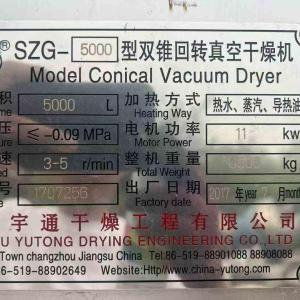 SZG- 5000 型双锥回转真空干燥机
Model Conical Vacuum Dryer
积 5000 L 加热方式 热水、蒸汽、导热油
Heating Way
压 ≤ -0.09 MPa 电机功率 11 kw
Motor Power
速 3-5 r/min 整机重量 kg
Total Weight
号 1707256 出厂日期 2017 年 月
Factory Date
宇通干燥工程有限公司
U YUTONG DRYING ENGINEERING CO.,LTD
Town changzhou Jiangsu China Tel:86-519-88901088 88908088
86-519-88902649 Http://www.china-yutong.com